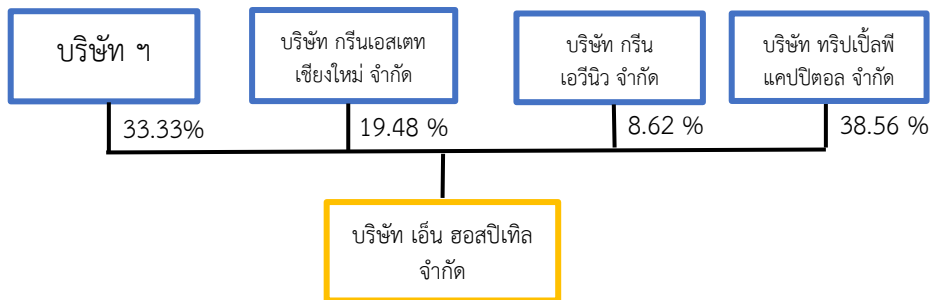 บริษัท ฯ
บริษัท กรีนเอสเตท
เชียงใหม่ จำกัด
บริษัท กรีน
เอวีนิว จำกัด
บริษัท ทริปเปิ้ลพี
แคปปิตอล จำกัด
33.33%
19.48 %
8.62 %
38.56 %
บริษัท เอ็น ฮอสปิเทิล
จำกัด